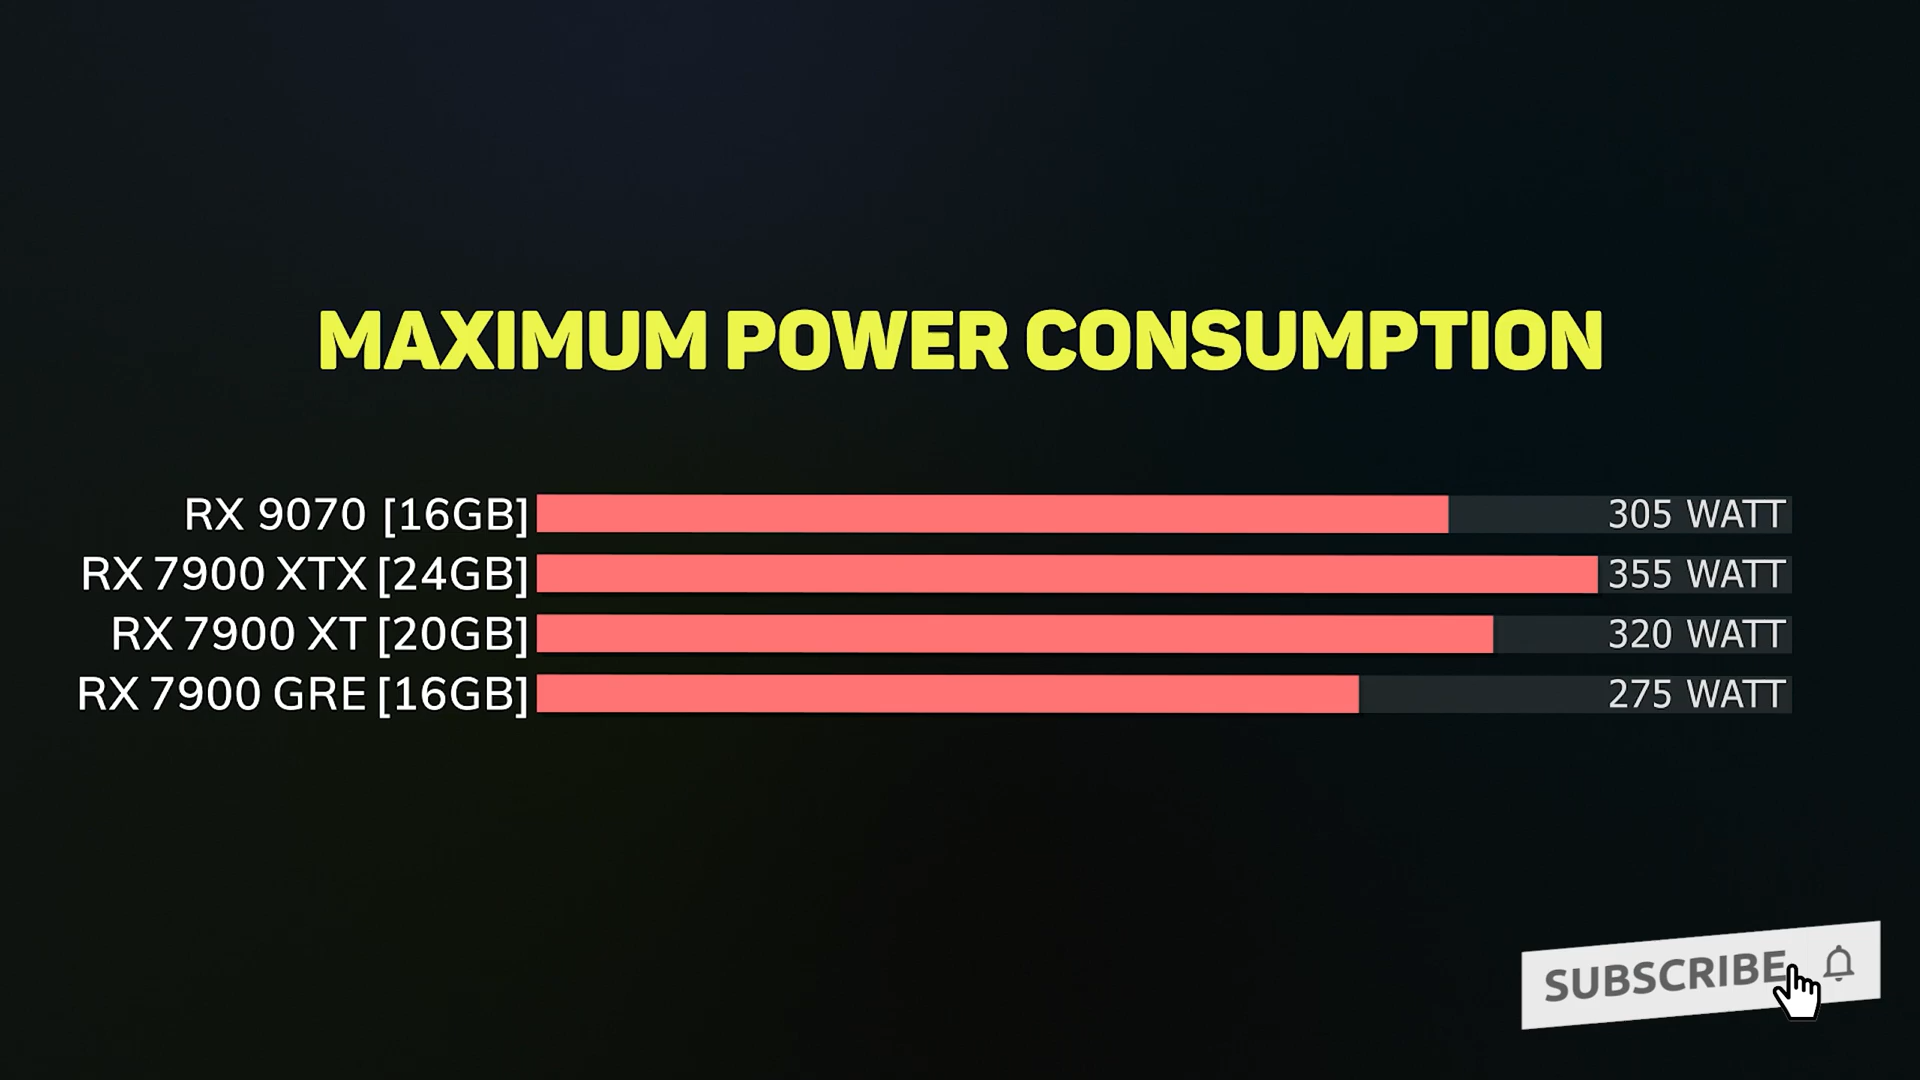 MAXIMUM POWER CONSUMPTION
RX 9070 [16GB] 305 WATT
RX 7900 XTX [24GB] 355 WATT
RX 7900 XT [20GB] 320 WATT
RX 7900 GRE [16GB] 275 WATT
SUBSCRIBE